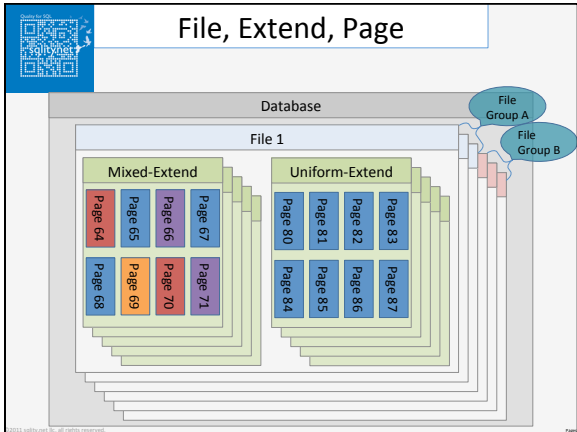 Quality for SQL
sqlity.net
File, Extend, Page
File
Group A
File
Group B
Database
File 1
Mixed-Extend
Uniform-Extend
Page 64
Page 65
Page 66
Page 67
Page 68
Page 69
Page 70
Page 71
Page 80
Page 81
Page 82
Page 83
Page 84
Page 85
Page 86
Page 87
©2011 sqlity.net llc. all rights reserved.